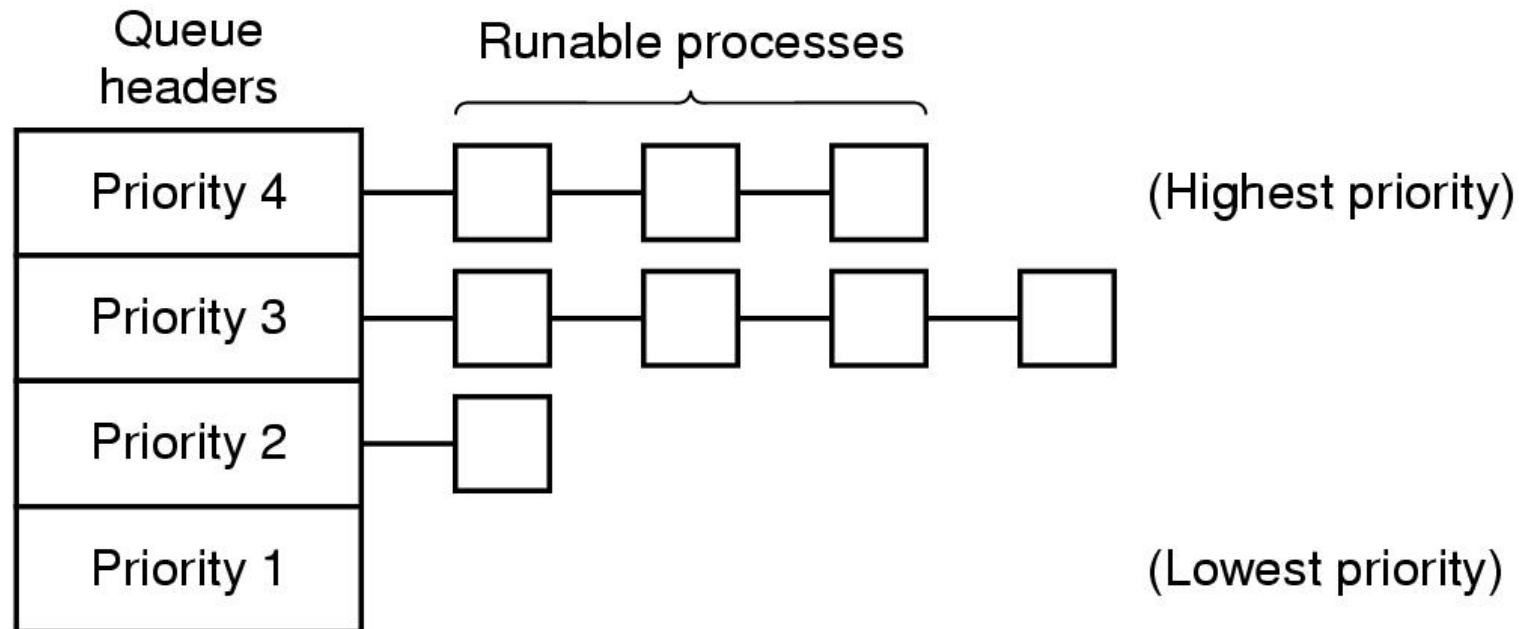 Queue
headers
Runable processes
Priority 4
(Highest priority)
Priority 3
Priority 2
Priority 1
(Lowest priority)